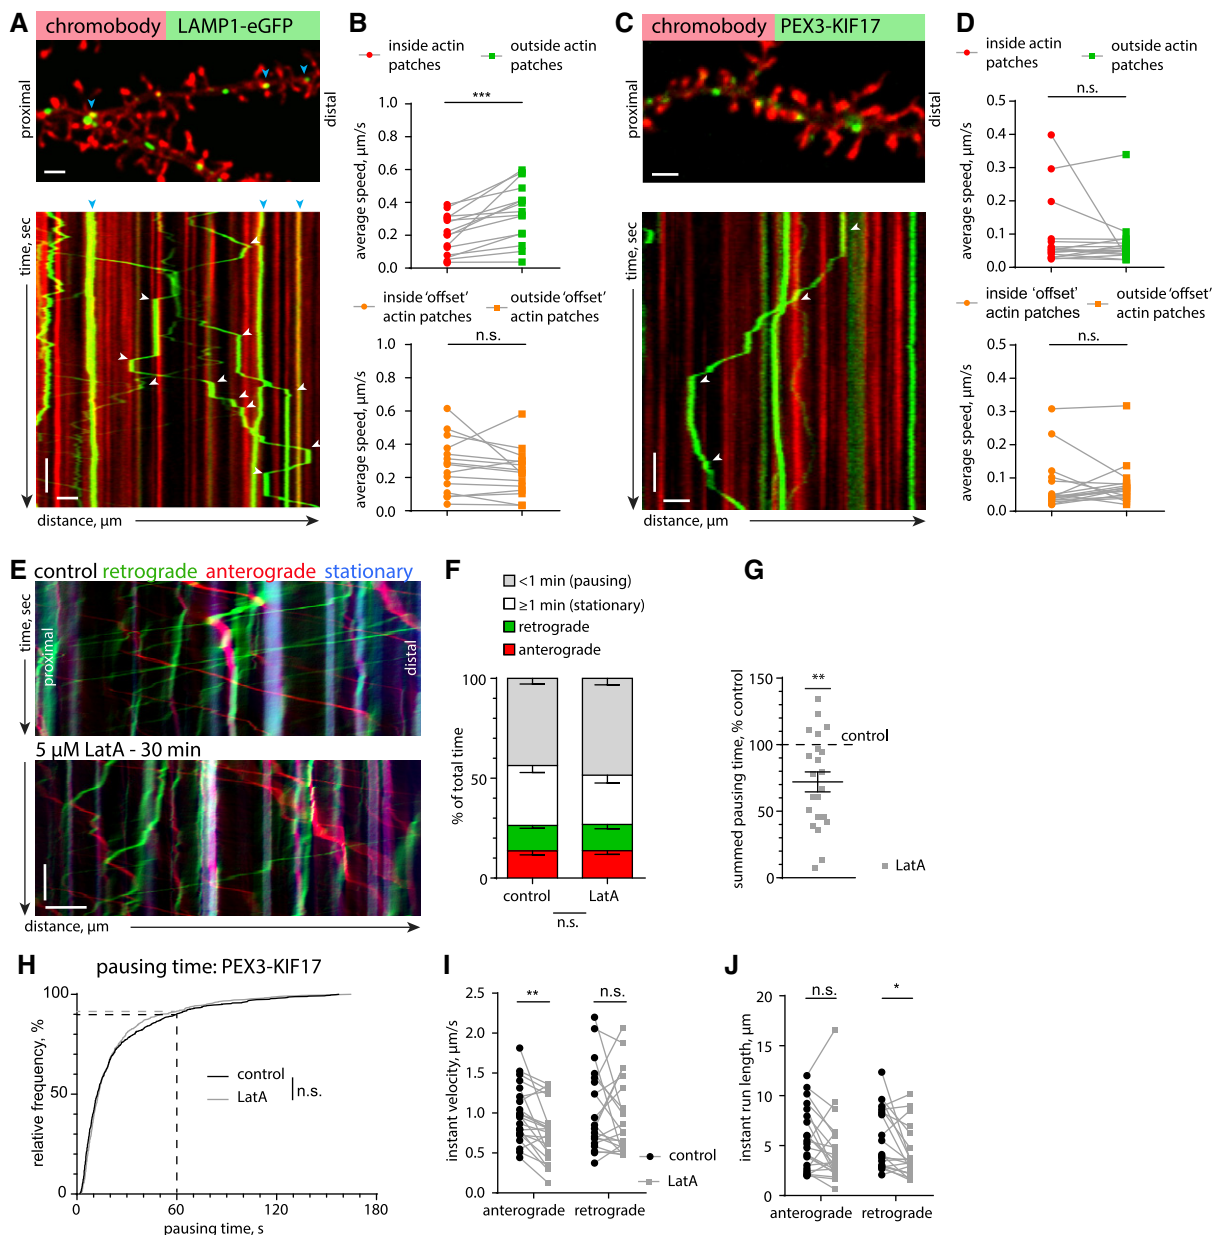 A
chromobody LAMP1-eGFP
proximal
distal
time, sec
distance, µm
B
inside actin patches
outside actin patches
***
average speed, µm/s
1.0
0.8
0.6
0.4
0.2
0.0
inside 'offset' actin patches
outside 'offset' actin patches
n.s.
average speed, µm/s
1.0
0.8
0.6
0.4
0.2
0.0
C
chromobody PEX3-KIF17
proximal
distal
time, sec
distance, µm
D
inside actin patches
outside actin patches
n.s.
average speed, µm/s
0.5
0.4
0.3
0.2
0.1
0.0
inside 'offset' actin patches
outside 'offset' actin patches
n.s.
average speed, µm/s
0.5
0.4
0.3
0.2
0.1
0.0
E
control retrograde anterograde stationary
time, sec
proximal
distal
5 µM LatA - 30 min
distance, µm
F
<1 min (pausing)
≥1 min (stationary)
retrograde
anterograde
% of total time
100
50
0
control LatA
n.s.
G
**
summed pausing time, % control
150
100
50
0
control
LatA
H
pausing time: PEX3-KIF17
relative frequency, %
100
50
0
control
LatA
n.s.
0 60 120 180
pausing time, s
I
** n.s.
instant velocity, µm/s
2.5
2.0
1.5
1.0
0.5
0.0
anterograde retrograde
control
LatA
J
n.s. *
instant run length, µm
20
15
10
5
0
anterograde retrograde